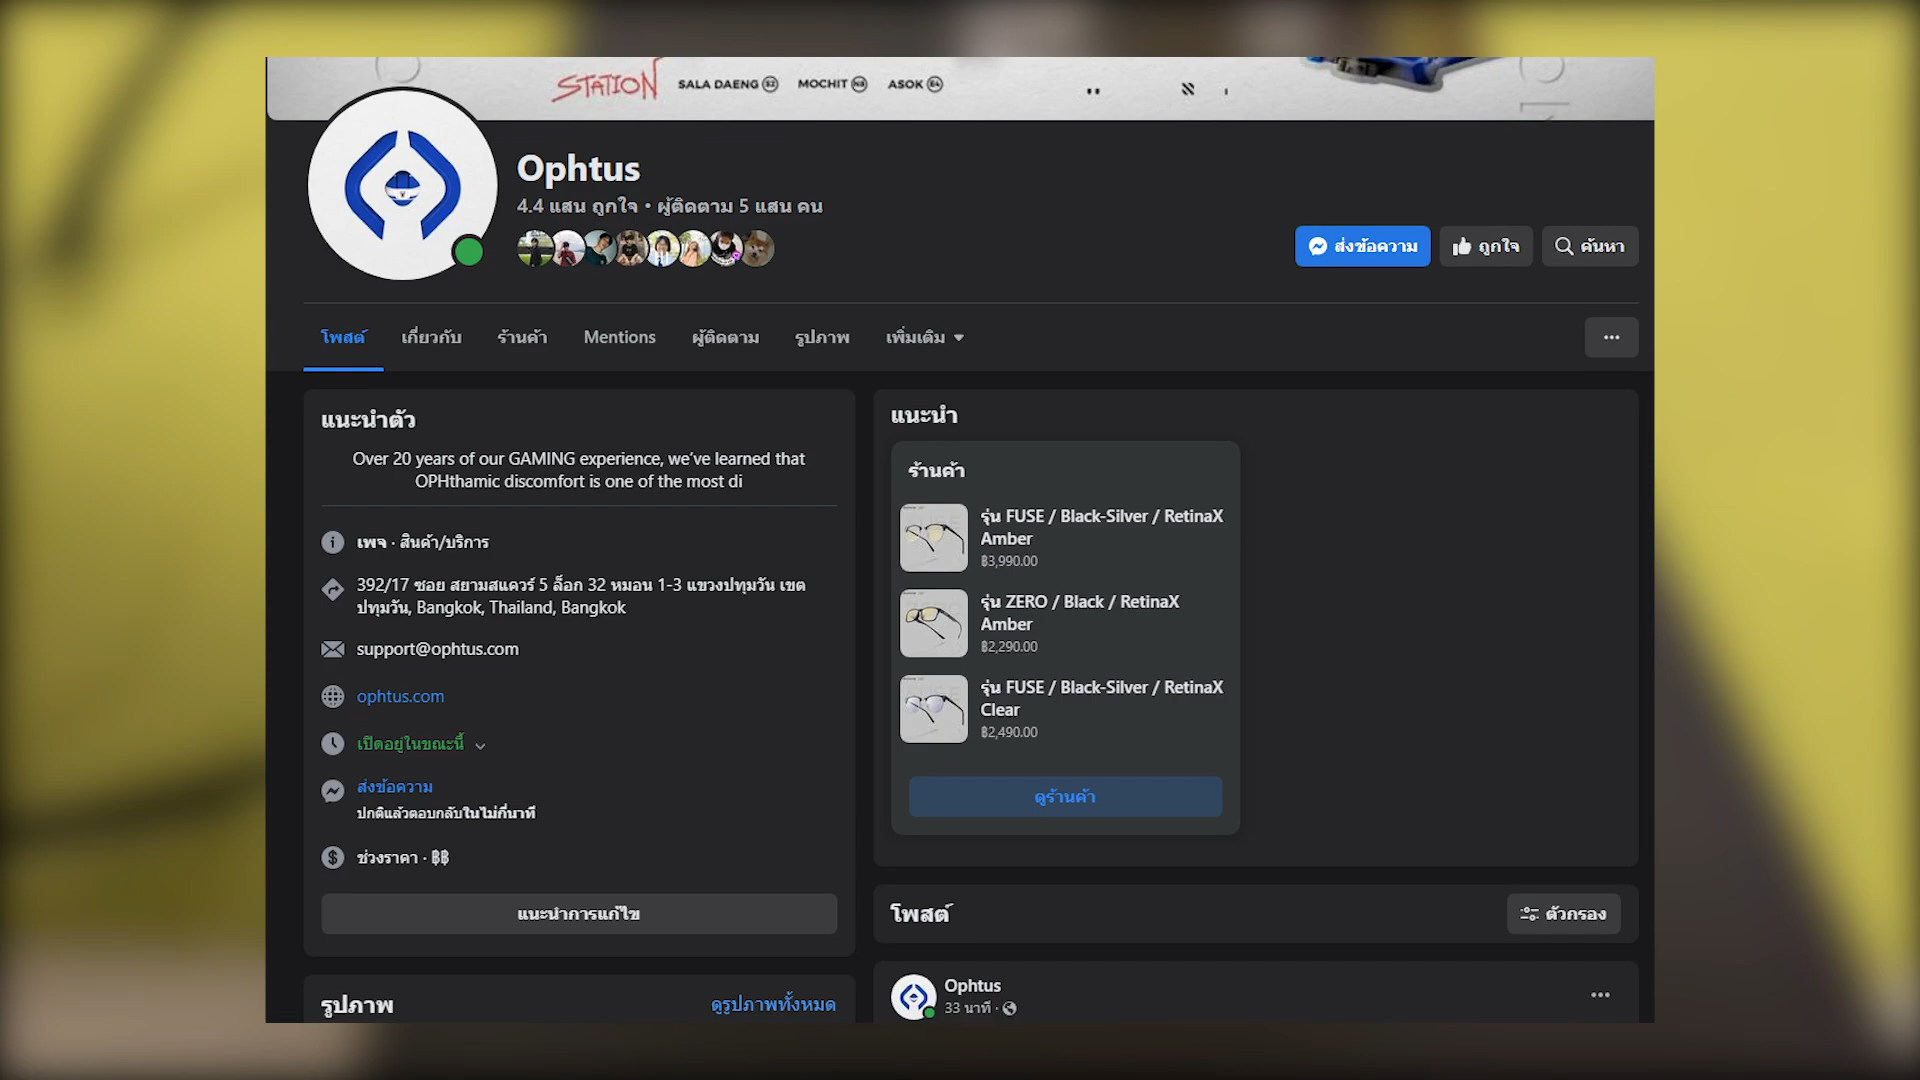 STATION SALA DAENG S2 MOCHIT N8 ASOK E4
Ophtus
4.4 แสน ถูกใจ • ผู้ติดตาม 5 แสน คน
ส่งข้อความ
ถูกใจ
ค้นหา
โพสต์
เกี่ยวกับ
ร้านค้า
Mentions
ผู้ติดตาม
รูปภาพ
เพิ่มเติม
แนะนำตัว
Over 20 years of our GAMING experience, we’ve learned that
OPHthamic discomfort is one of the most di
เพจ · สินค้า/บริการ
392/17 ซอย สยามสแควร์ 5 ล็อก 32 หมอน 1-3 แขวงปทุมวัน เขต
ปทุมวัน, Bangkok, Thailand, Bangkok
support@ophtus.com
ophtus.com
เปิดอยู่ในขณะนี้
ส่งข้อความ
ปกติแล้วตอบกลับในไม่กี่นาที
ช่วงราคา · ฿฿
แนะนำการแก้ไข
รูปภาพ
ดูรูปภาพทั้งหมด
แนะนำ
ร้านค้า
รุ่น FUSE / Black-Silver / RetinaX
Amber
฿3,990.00
รุ่น ZERO / Black / RetinaX
Amber
฿2,290.00
รุ่น FUSE / Black-Silver / RetinaX
Clear
฿2,490.00
ดูร้านค้า
โพสต์
ตัวกรอง
Ophtus
33 นาที ·